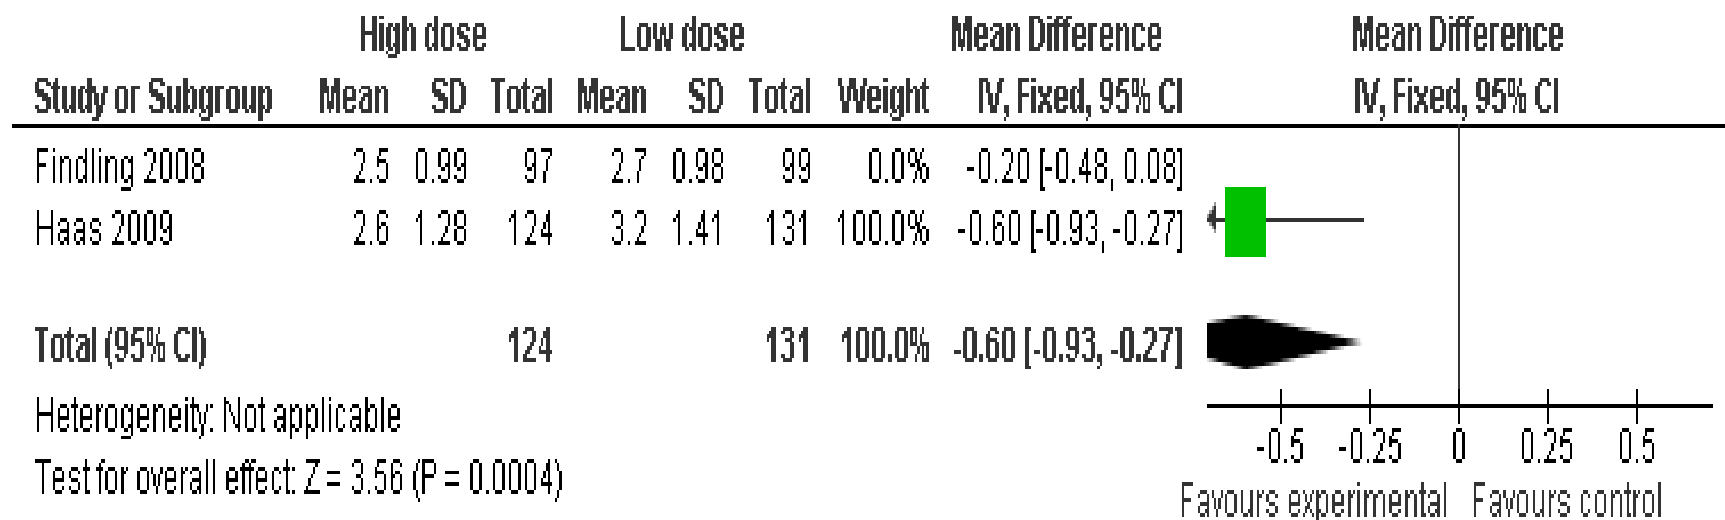 High dose Low dose Mean Difference Mean Difference
Study or Subgroup Mean SD Total Mean SD Total Weight IV, Fixed, 95% CI IV, Fixed, 95% CI
Findling 2008 2.5 0.99 97 2.7 0.98 99 0.0% -0.20 [-0.48, 0.08]
Haas 2009 2.6 1.28 124 3.2 1.41 131 100.0% -0.60 [-0.93, -0.27]
Total (95% CI) 124 131 100.0% -0.60 [-0.93, -0.27]
Heterogeneity: Not applicable
Test for overall effect: Z = 3.56 (P = 0.0004)
-0.5 -0.25 0 0.25 0.5
Favours experimental Favours control